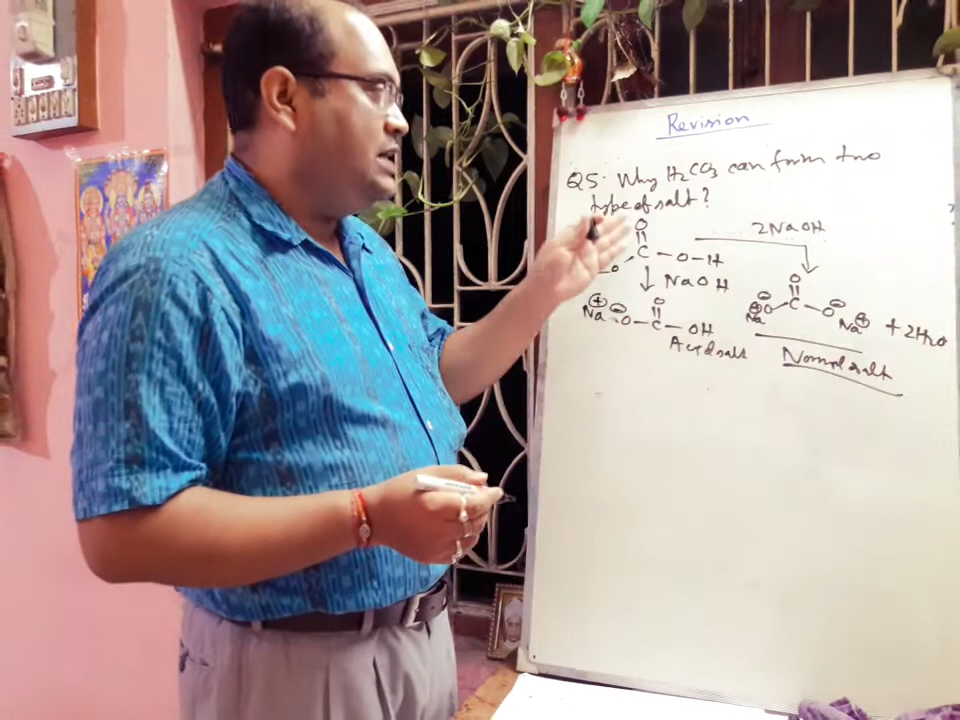 Revision
Q5. Why H₂CO₃ can form two
type of salt?
2NaOH
O
C - O - H
O
NaOH
O
C
⊖O O⊖
⊕Na Na⊕ + 2H₂O
Normal salt
O
Na⊕ ⊖O - C - OH
Acid salt